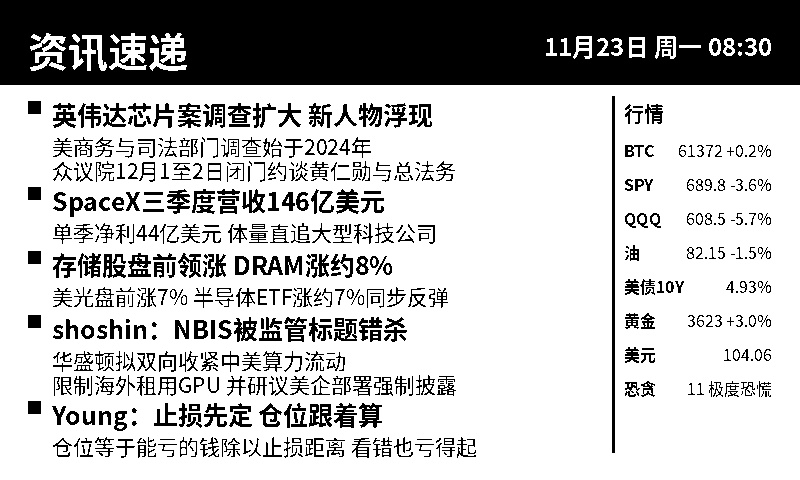 资讯速递
11月23日 周一 08:30
英伟达芯片案调查扩大 新人物浮现
美商务与司法部门调查始于2024年
众议院12月1至2日闭门约谈黄仁勋与总法务
SpaceX三季度营收146亿美元
单季净利44亿美元 体量直追大型科技公司
存储股盘前领涨 DRAM涨约8%
美光盘前涨7% 半导体ETF涨约7%同步反弹
shoshin：NBIS被监管标题错杀
华盛顿拟双向收紧中美算力流动
限制海外租用GPU 并研议美企部署强制披露
Young：止损先定 仓位跟着算
仓位等于能亏的钱除以止损距离 看错也亏得起
行情
BTC 61372 +0.2%
SPY 689.8 -3.6%
QQQ 608.5 -5.7%
油 82.15 -1.5%
美债10Y 4.93%
黄金 3623 +3.0%
美元 104.06
恐贪 11 极度恐慌